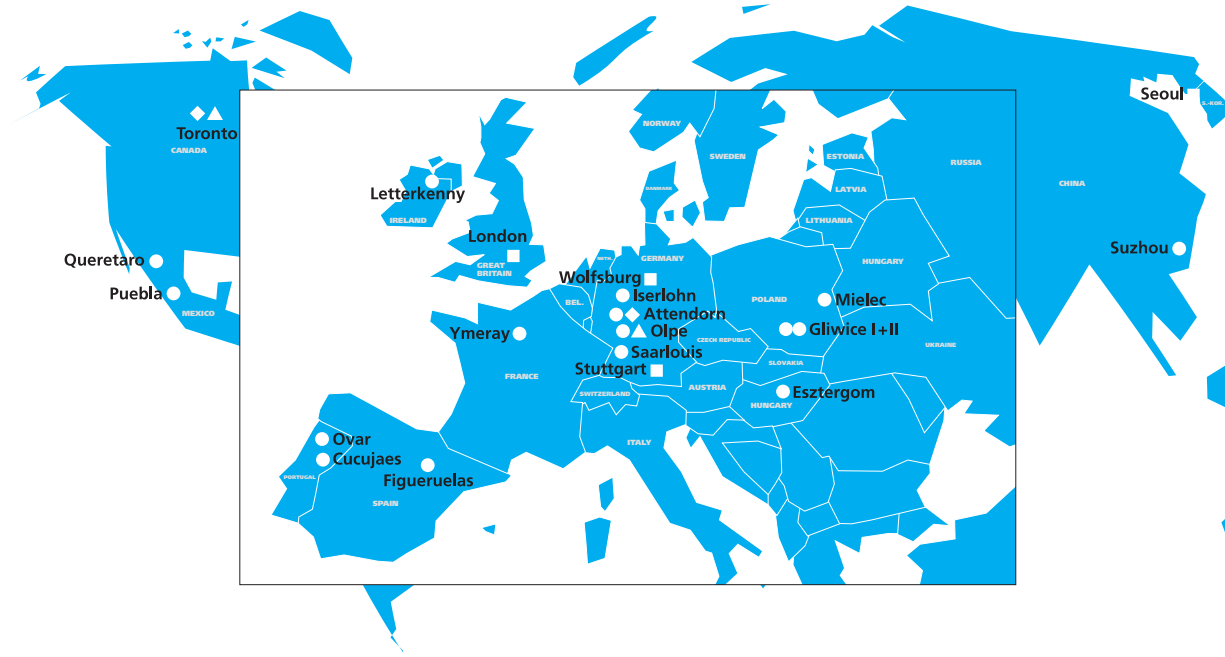 Seoul
S.-KOR.
Toronto
CANADA
NORWAY
SWEDEN
ESTONIA
RUSSIA
CHINA
LATVIA
DENMARK
Letterkenny
IRELAND
LITHUANIA
London
GREAT
BRITAIN
NETH.
GERMANY
HUNGARY
Suzhou
Queretaro
Puebla
MEXICO
Wolfsburg
Iserlohn
BEL.
POLAND
Mielec
Attendorn
Ymeray
Olpe
Gliwice I+II
CZECH REPUBLIC
UKRAINE
Saarlouis
SLOVAKIA
Stuttgart
FRANCE
SWITZERLAND
AUSTRIA
Esztergom
HUNGARY
Ovar
ITALY
Cucujaes
PORTUGAL
Figueruelas
SPAIN